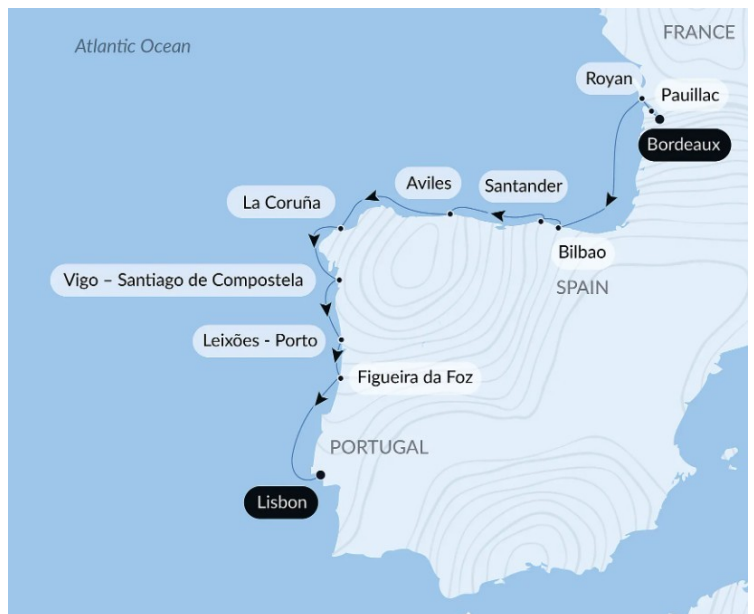 Atlantic Ocean
FRANCE
Royan
Pauillac
Bordeaux
Aviles
Santander
La Coruña
Bilbao
Vigo – Santiago de Compostela
SPAIN
Leixões - Porto
Figueira da Foz
PORTUGAL
Lisbon